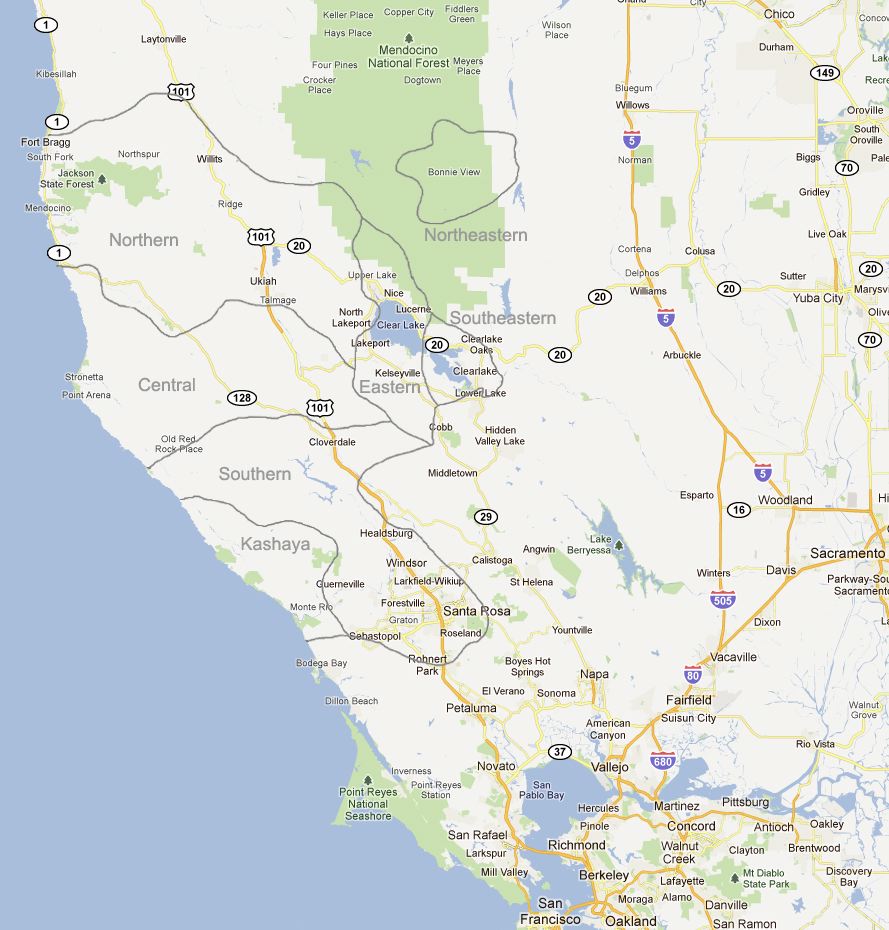 Keller Place
Copper City
Fiddlers
Green
City
Chico
1
Hays Place
Wilson
Place
Laytonville
Mendocino
National Forest
Durham
Four Pines
Meyers
Place
Kibesillah
Crocker
Place
Dogtown
149
Bluegum
Willows
101
1
Oroville
Fort Bragg
South
Oroville
5
South Fork
Northspur
Willits
Norman
Biggs
70
Jackson
State Forest
Bonnie View
Gridley
Mendocino
Ridge
Northern
101
20
Northeastern
Live Oak
1
Cortena
Colusa
Upper Lake
Delphos
20
Ukiah
Nice
Williams
20
Sutter
Talmage
20
Yuba City
North
Lakeport
Lucerne
Southeastern
5
Clear Lake
Lakeport
20
Clearlake
Oaks
20
70
Arbuckle
Stronetta
Kelseyville
Clearlake
Central
Eastern
Point Arena
128
Lower Lake
101
Cobb
Hidden
Valley Lake
Old Red
Rock Place
Cloverdale
Southern
Middletown
5
Esparto
Woodland
16
29
Kashaya
Healdsburg
Lake
Berryessa
Angwin
Sacramento
Windsor
Calistoga
Winters
Davis
Guerneville
Larkfield-Wikiup
St Helena
Parkway-Sou
Sacramento
Monte Rio
Forestville
505
Santa Rosa
Graton
Dixon
Sebastopol
Roseland
Yountville
Rohnert
Park
Boyes Hot
Springs
Vacaville
Bodega Bay
Napa
80
El Verano
Sonoma
Dillon Beach
Petaluma
Fairfield
Walnut
Grove
Suisun City
American
Canyon
Rio Vista
37
Inverness
Novato
Vallejo
680
Point Reyes
National
Seashore
Point Reyes
Station
San
Pablo Bay
Hercules
Martinez
Pittsburg
San Rafael
Pinole
Concord
Antioch
Oakley
Larkspur
Richmond
Walnut
Creek
Clayton
Brentwood
Mill Valley
Berkeley
Lafayette
Mt Diablo
State Park
Discovery
Bay
Moraga
Alamo
San
Francisco
Oakland
Danville
San Ramon